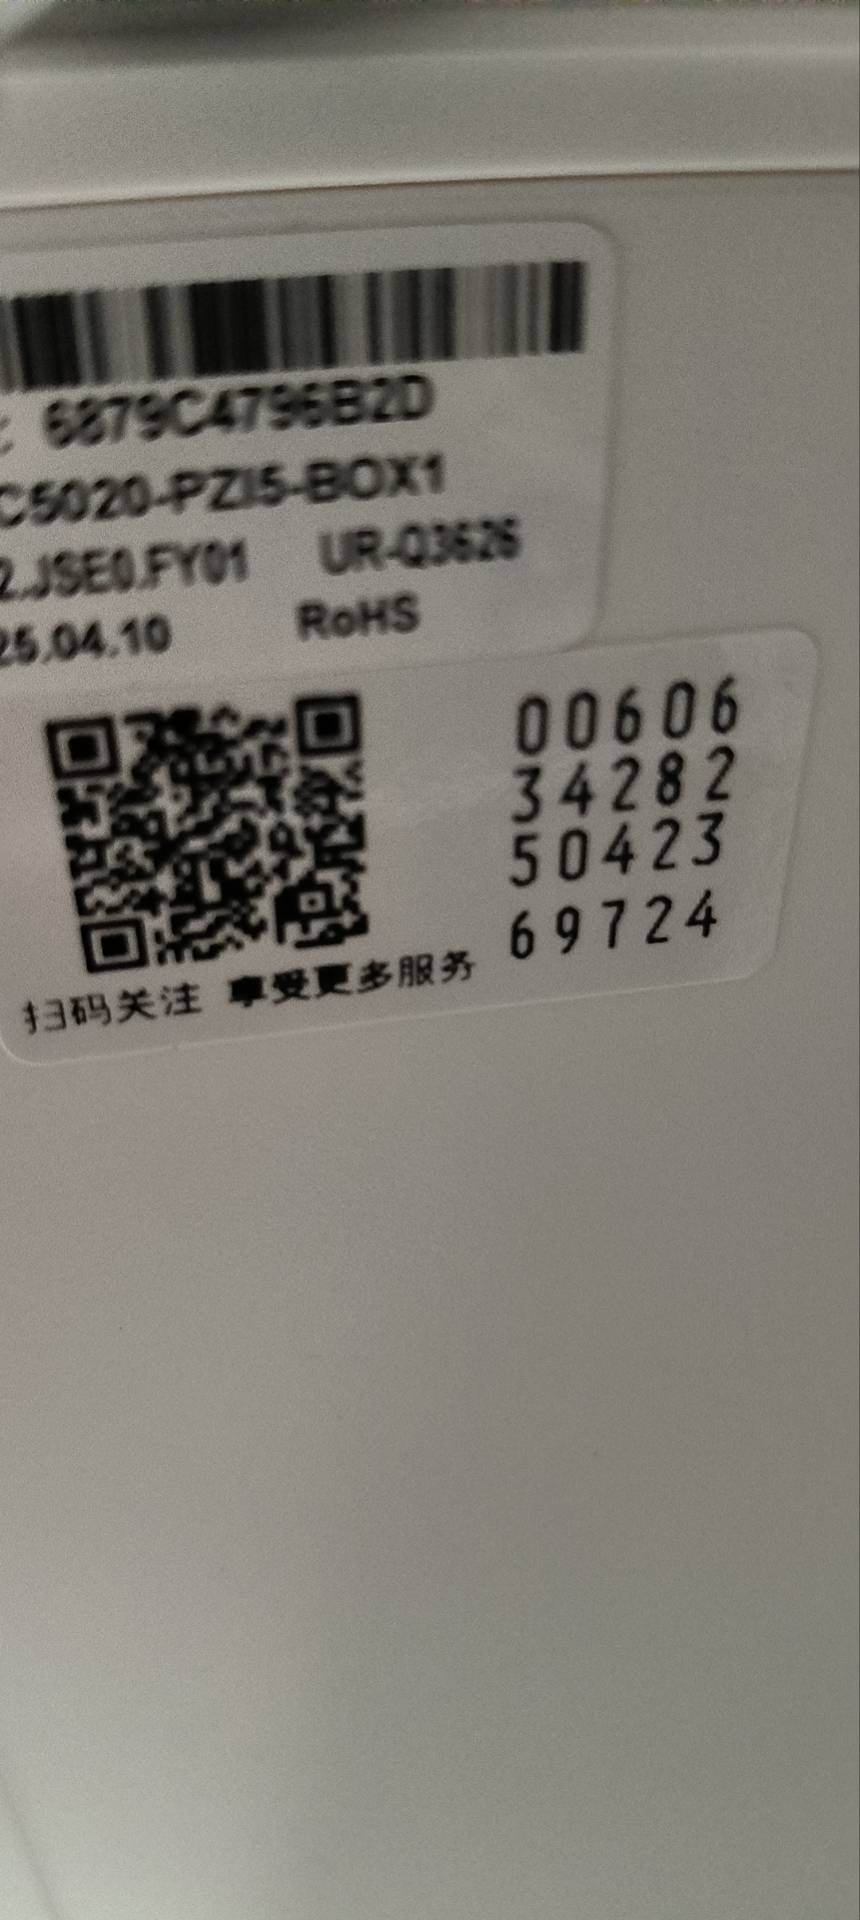 : 6879C4796B2D
C5020-PZI5-BOX1
2.JSE0.FY01 UR-Q3626
25.04.10 RoHS
00606
34282
50423
69724
扫码关注 享受更多服务